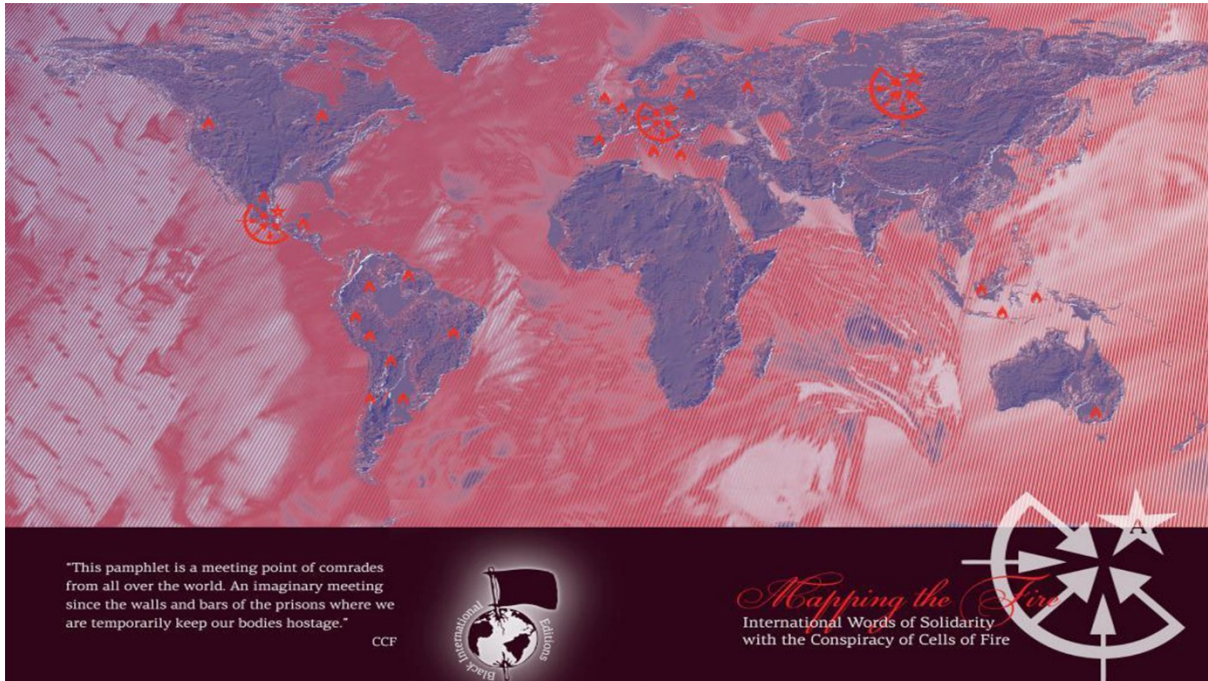 "This pamphlet is a meeting point of comrades
from all over the world. An imaginary meeting
since the walls and bars of the prisons where we
are temporarily keep our bodies hostage."
CCF
Black International
Editions
Mapping the Fire
International Words of Solidarity
with the Conspiracy of Cells of Fire
A